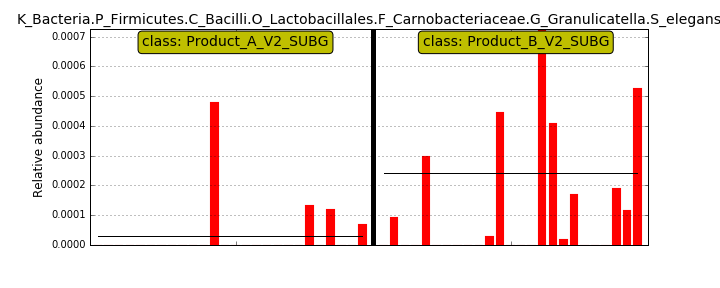 K_Bacteria.P_Firmicutes.C_Bacilli.O_Lactobacillales.F_Carnobacteriaceae.G_Granulicatella.S_elegans
class: Product_A_V2_SUBG
class: Product_B_V2_SUBG
Relative abundance
0.0007
0.0006
0.0005
0.0004
0.0003
0.0002
0.0001
0.0000